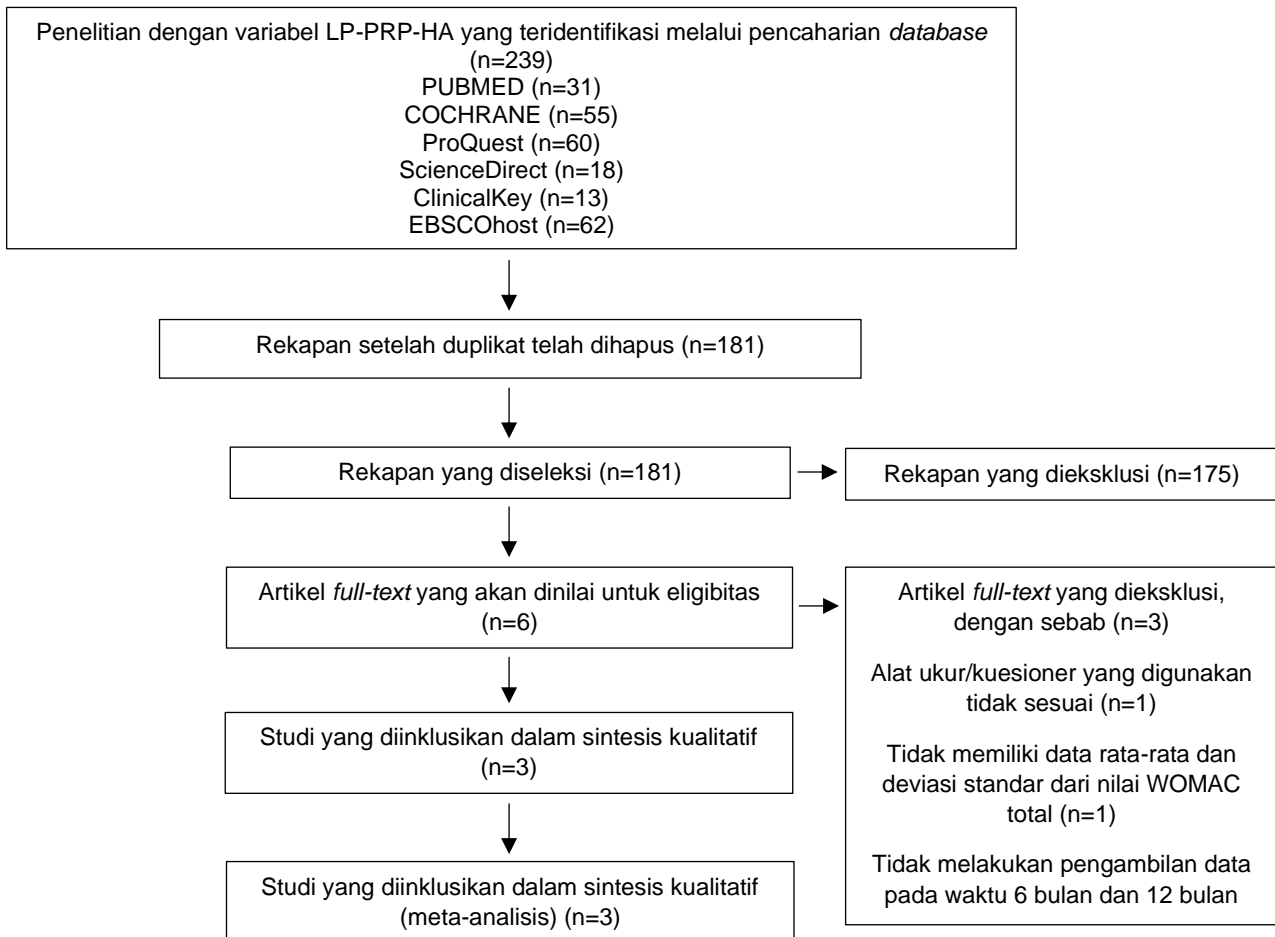 Penelitian dengan variabel LP-PRP-HA yang teridentifikasi melalui pencaharian database
(n=239)
PUBMED (n=31)
COCHRANE (n=55)
ProQuest (n=60)
ScienceDirect (n=18)
ClinicalKey (n=13)
EBSCOhost (n=62)
Rekapan setelah duplikat telah dihapus (n=181)
Rekapan yang diseleksi (n=181)
Rekapan yang dieksklusi (n=175)
Artikel full-text yang akan dinilai untuk eligibitas
(n=6)
Artikel full-text yang dieksklusi,
dengan sebab (n=3)
Alat ukur/kuesioner yang digunakan
tidak sesuai (n=1)
Tidak memiliki data rata-rata dan
deviasi standar dari nilai WOMAC
total (n=1)
Tidak melakukan pengambilan data
pada waktu 6 bulan dan 12 bulan
Studi yang diinklusikan dalam sintesis kualitatif
(n=3)
Studi yang diinklusikan dalam sintesis kualitatif
(meta-analisis) (n=3)